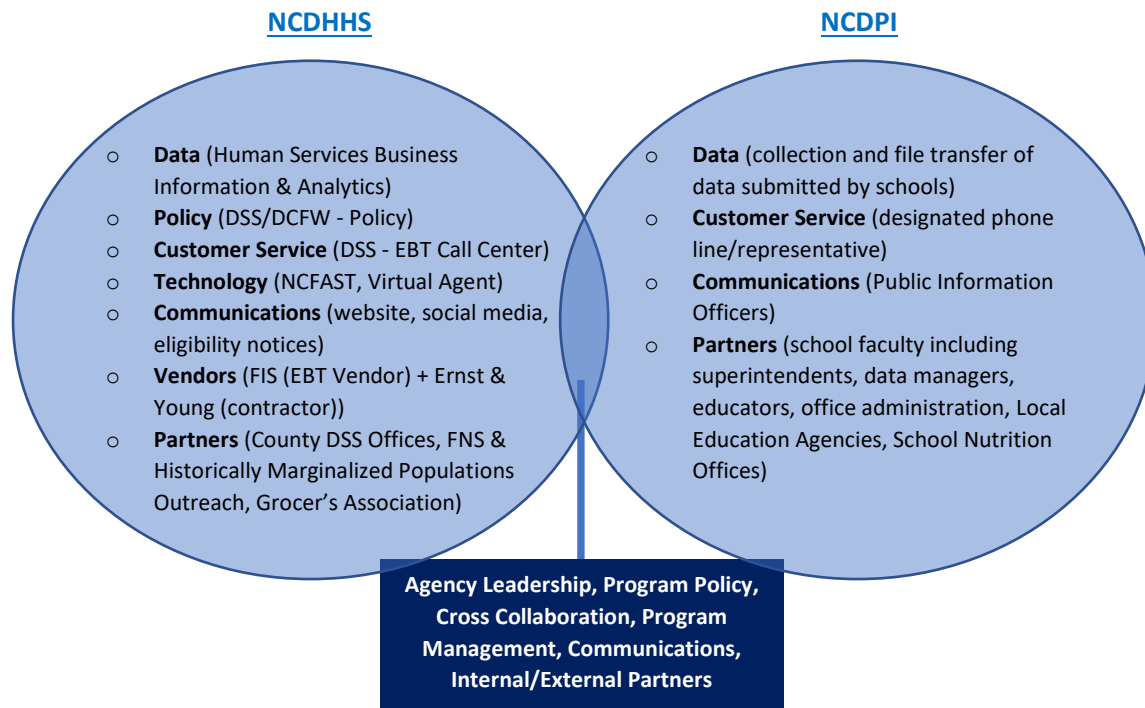 NCDHHS
o Data (Human Services Business
Information & Analytics)
o Policy (DSS/DCFW - Policy)
o Customer Service (DSS - EBT Call Center)
o Technology (NCFAST, Virtual Agent)
o Communications (website, social media,
eligibility notices)
o Vendors (FIS (EBT Vendor) + Ernst &
Young (contractor))
o Partners (County DSS Offices, FNS &
Historically Marginalized Populations
Outreach, Grocer’s Association)
NCDPI
o Data (collection and file transfer of
data submitted by schools)
o Customer Service (designated phone
line/representative)
o Communications (Public Information
Officers)
o Partners (school faculty including
superintendents, data managers,
educators, office administration, Local
Education Agencies, School Nutrition
Offices)
Agency Leadership, Program Policy,
Cross Collaboration, Program
Management, Communications,
Internal/External Partners